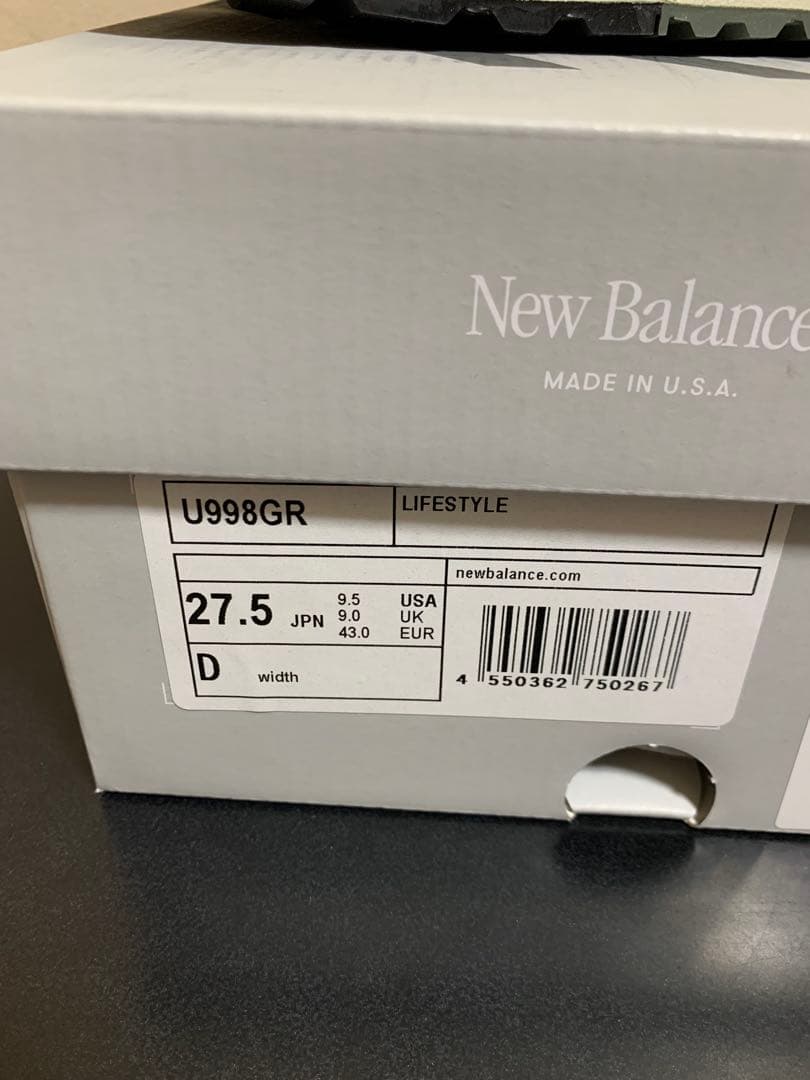 New Balance
MADE IN U.S.A.
U998GR
LIFESTYLE
newbalance.com
27.5 JPN
9.5 USA
9.0 UK
43.0 EUR
D width
4 550362 750267